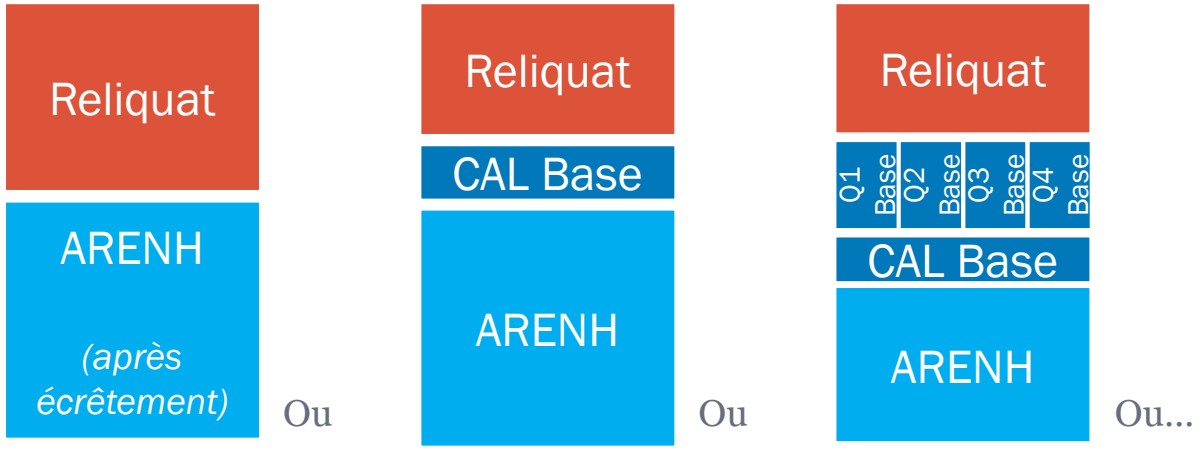 Reliquat
ARENH
(après
écrêtement)
Ou
Reliquat
CAL Base
ARENH
Ou
Reliquat
Q1
Base
Q2
Base
Q3
Base
Q4
Base
CAL Base
ARENH
Ou...